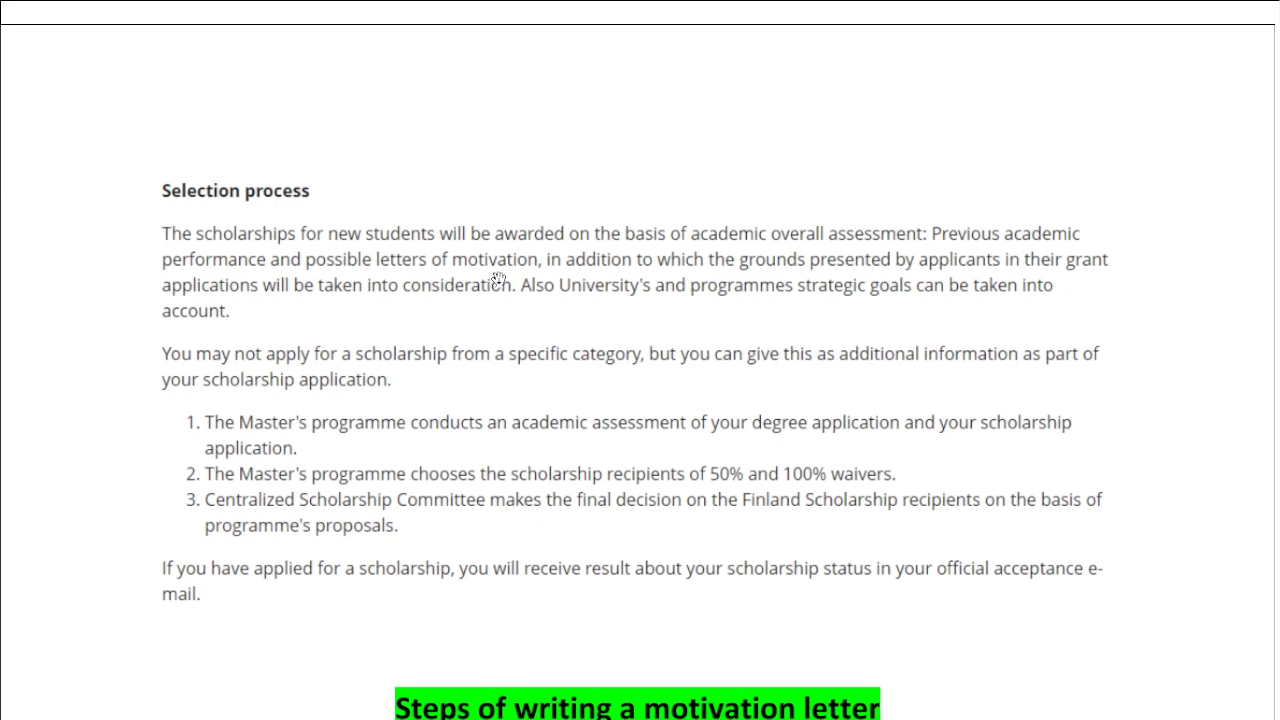 Selection process
The scholarships for new students will be awarded on the basis of academic overall assessment: Previous academic
performance and possible letters of motivation, in addition to which the grounds presented by applicants in their grant
applications will be taken into consideration. Also University's and programmes strategic goals can be taken into
account.
You may not apply for a scholarship from a specific category, but you can give this as additional information as part of
your scholarship application.
1. The Master's programme conducts an academic assessment of your degree application and your scholarship
application.
2. The Master's programme chooses the scholarship recipients of 50% and 100% waivers.
3. Centralized Scholarship Committee makes the final decision on the Finland Scholarship recipients on the basis of
programme's proposals.
If you have applied for a scholarship, you will receive result about your scholarship status in your official acceptance e-
mail.
Steps of writing a motivation letter